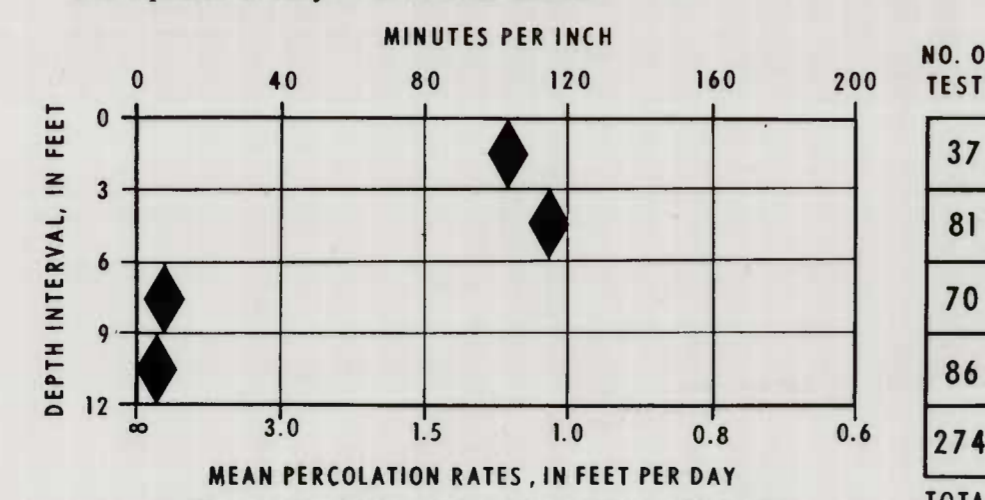 MINUTES PER INCH
0 40 80 120 160 200
NO. O
TEST
DEPTH INTERVAL, IN FEET
0
3
6
9
12
37
81
70
86
274
∞ 3.0 1.5 1.0 0.8 0.6
MEAN PERCOLATION RATES, IN FEET PER DAY